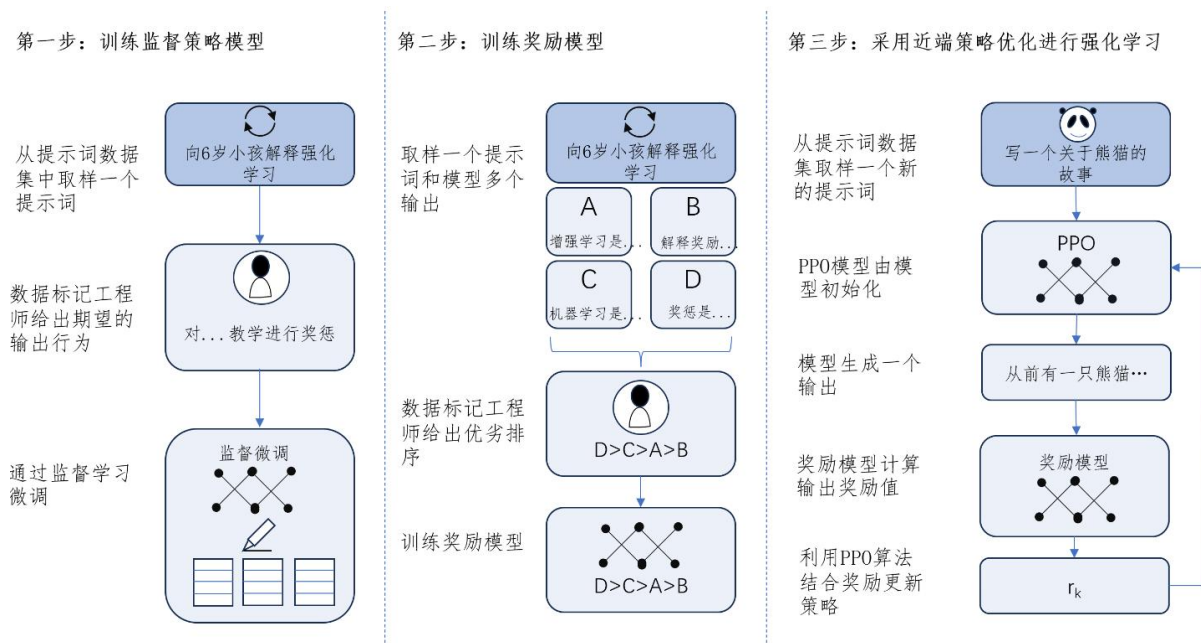 第一步：训练监督策略模型
从提示词数据
集中取样一个
提示词
向6岁小孩解释强化
学习
数据标记工程
师给出期望的
输出行为
对...教学进行奖惩
通过监督学习
微调
监督微调
第二步：训练奖励模型
取样一个提示
词和模型多个
输出
向6岁小孩解释强化
学习
A
增强学习是...
B
解释奖励...
C
机器学习是...
D
奖惩是...
数据标记工程
师给出优劣排
序
D>C>A>B
训练奖励模型
D>C>A>B
第三步：采用近端策略优化进行强化学习
从提示词数据
集取样一个新
的提示词
写一个关于熊猫的
故事
PPO模型由模
型初始化
PPO
模型生成一个
输出
从前有一只熊猫…
奖励模型计算
输出奖励值
奖励模型
利用PPO算法
结合奖励更新
策略
rk